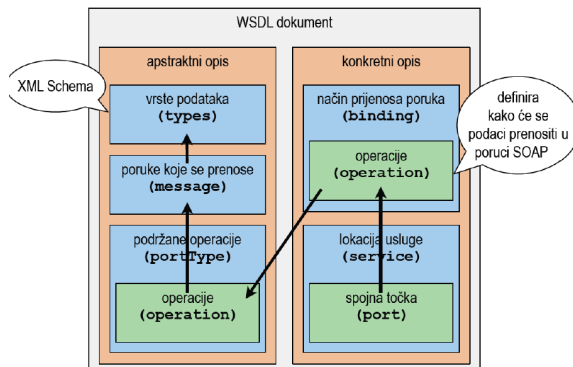 WSDL dokument
apstraktni opis
XML Schema
vrste podataka
(types)
poruke koje se prenose
(message)
podržane operacije
(portType)
operacije
(operation)
konkretni opis
način prijenosa poruka
(binding)
operacije
(operation)
definira
kako će se
podaci prenositi u
poruci SOAP
lokacija usluge
(service)
spojna točka
(port)